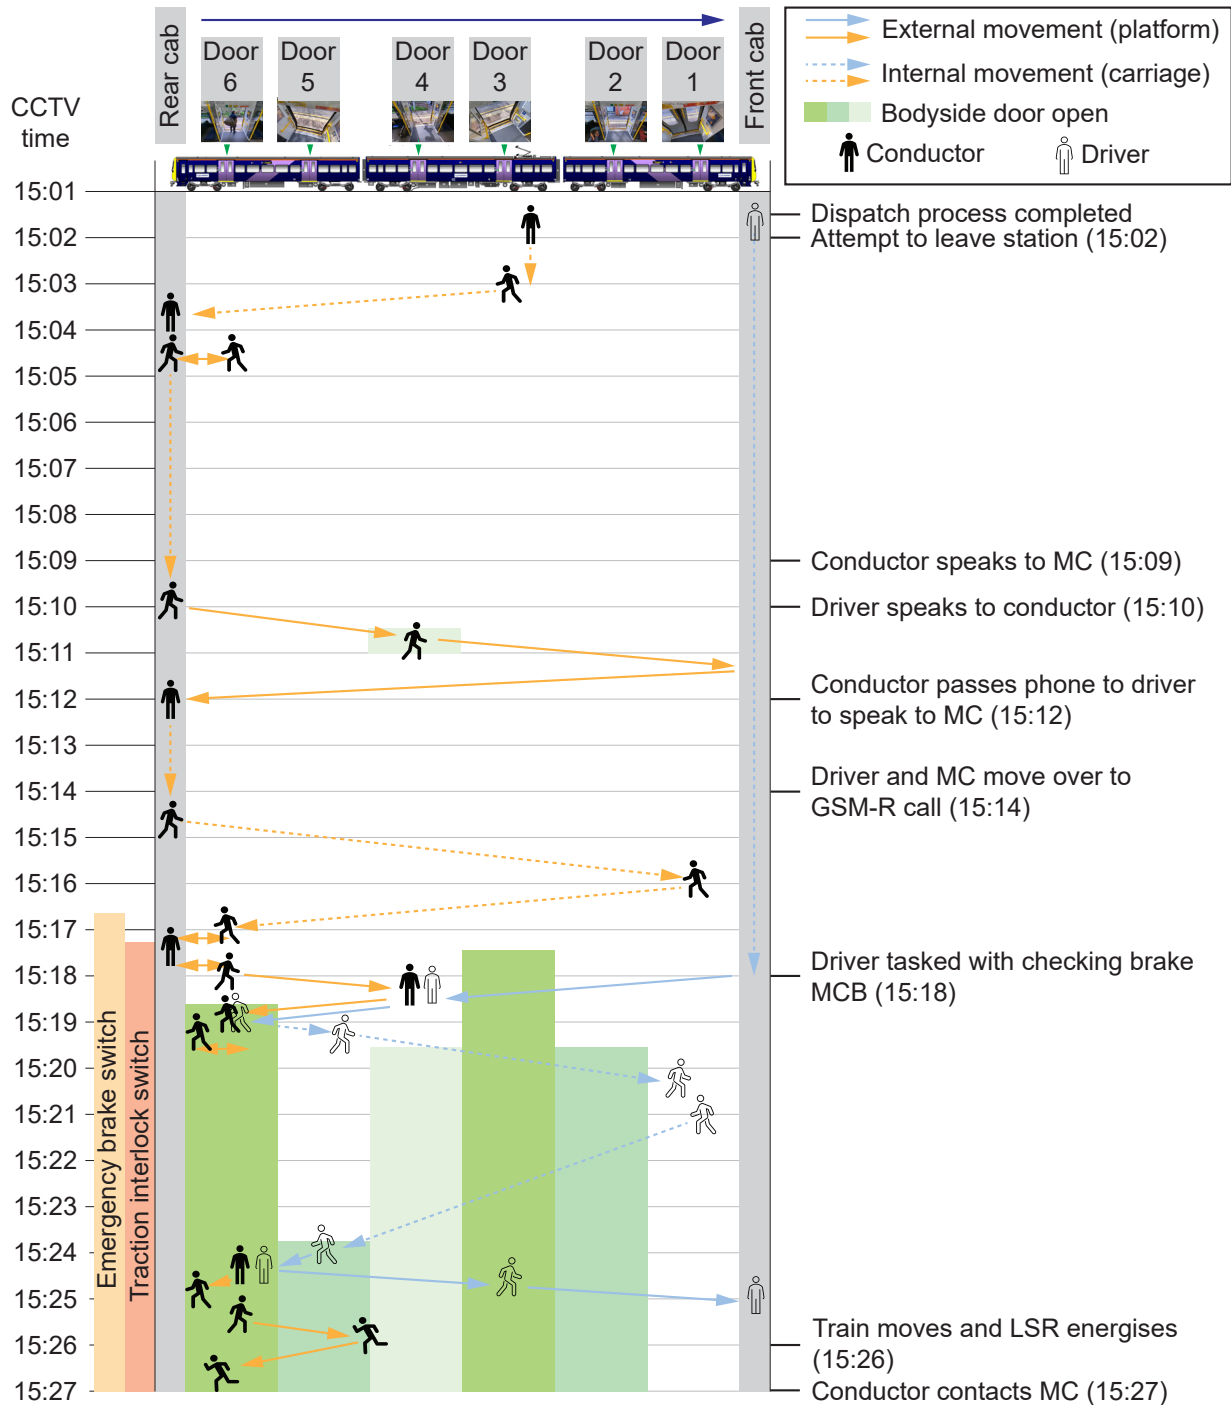 Rear cab
Door
6
Door
5
Door
4
Door
3
Door
2
Door
1
Front cab
External movement (platform)
Internal movement (carriage)
Bodyside door open
Conductor
Driver
CCTV
time
15:01
Dispatch process completed
15:02
Attempt to leave station (15:02)
15:03
15:04
15:05
15:06
15:07
15:08
15:09
Conductor speaks to MC (15:09)
15:10
Driver speaks to conductor (15:10)
15:11
15:12
Conductor passes phone to driver
to speak to MC (15:12)
15:13
15:14
Driver and MC move over to
GSM-R call (15:14)
15:15
15:16
15:17
15:18
Driver tasked with checking brake
MCB (15:18)
15:19
15:20
15:21
15:22
15:23
15:24
15:25
15:26
Train moves and LSR energises
(15:26)
15:27
Conductor contacts MC (15:27)
Emergency brake switch
Traction interlock switch